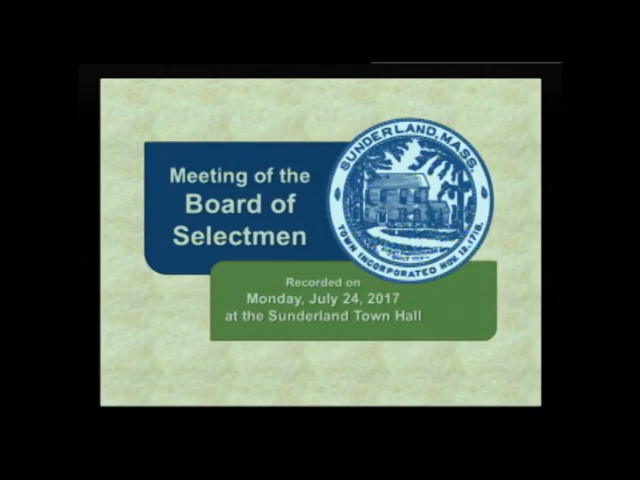 Meeting of the
Board of
Selectmen
SUNDERLAND, MASS.
TOWN INCORPORATED NOV. 12, 1718.
Recorded on
Monday, July 24, 2017
at the Sunderland Town Hall